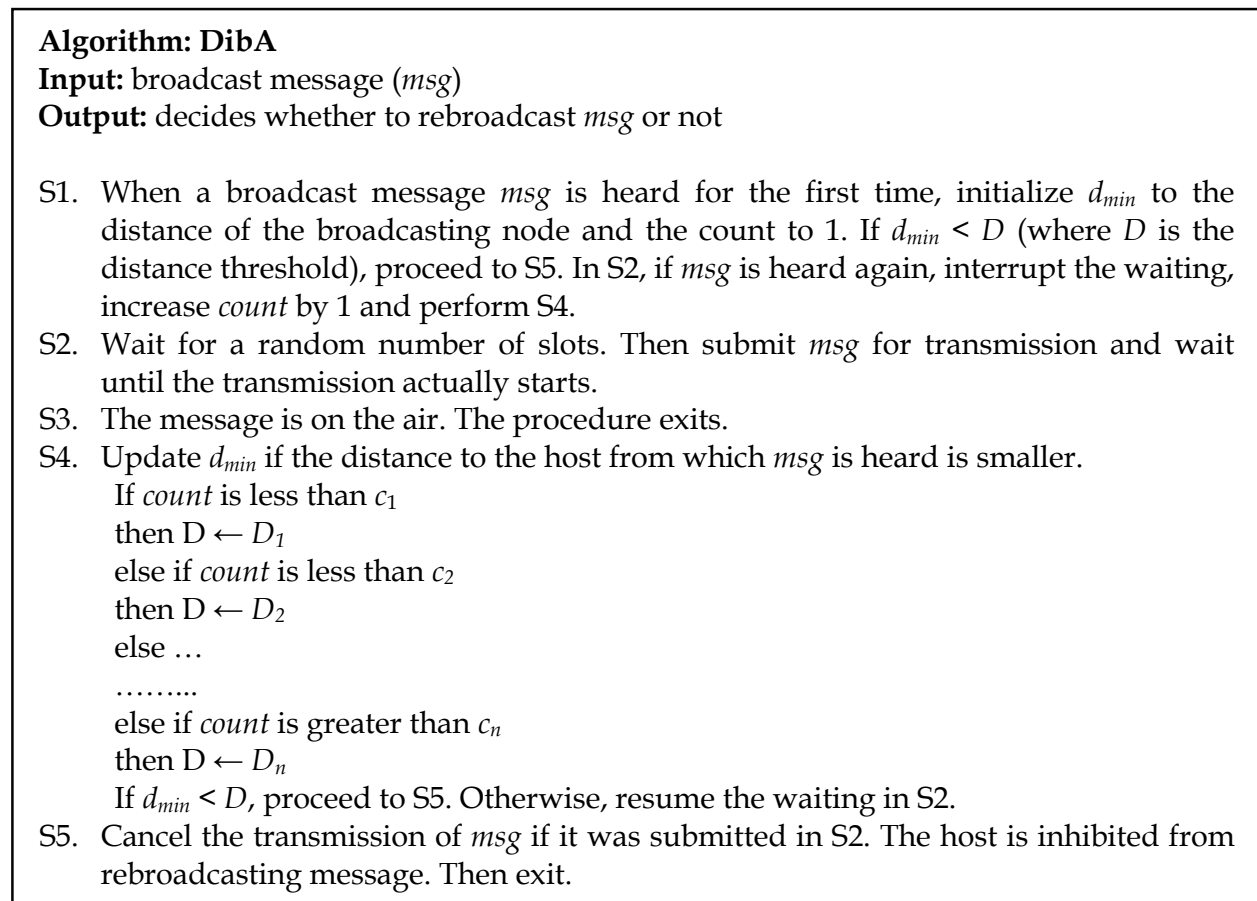 Algorithm: DibA
Input: broadcast message (msg)
Output: decides whether to rebroadcast msg or not
S1. When a broadcast message msg is heard for the first time, initialize dmin to the
distance of the broadcasting node and the count to 1. If dmin < D (where D is the
distance threshold), proceed to S5. In S2, if msg is heard again, interrupt the waiting,
increase count by 1 and perform S4.
S2. Wait for a random number of slots. Then submit msg for transmission and wait
until the transmission actually starts.
S3. The message is on the air. The procedure exits.
S4. Update dmin if the distance to the host from which msg is heard is smaller.
If count is less than c1
then D ← D1
else if count is less than c2
then D ← D2
else …
……...
else if count is greater than cn
then D ← Dn
If dmin < D, proceed to S5. Otherwise, resume the waiting in S2.
S5. Cancel the transmission of msg if it was submitted in S2. The host is inhibited from
rebroadcasting message. Then exit.